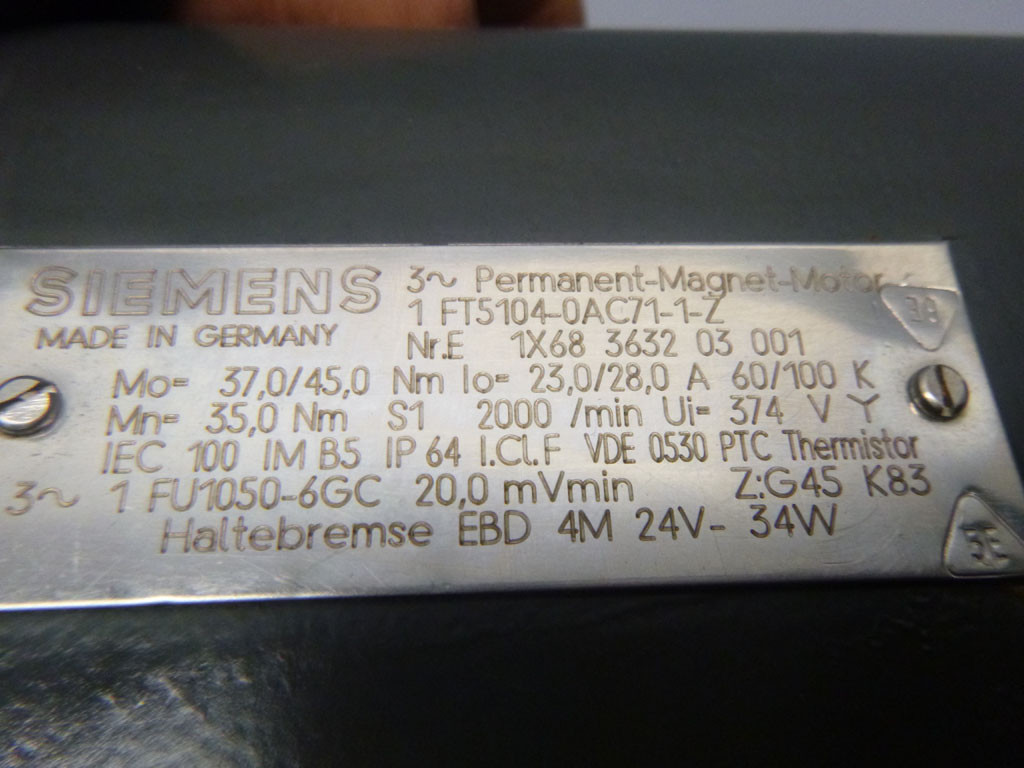 SIEMENS 3~ Permanent-Magnet-Motor
1 FT5104-0AC71-1-Z
MADE IN GERMANY Nr.E 1X68 3632 03 001
Mo= 37,0/45,0 Nm Io= 23,0/28,0 A 60/100 K
Mn= 35,0 Nm S1 2000 /min Ui= 374 V Y
IEC 100 IM B5 IP 64 I.Cl.F VDE 0530 PTC Thermistor
3~ 1 FU1050-6GC 20,0 mVmin Z:G45 K83
Haltebremse EBD 4M 24V- 34W